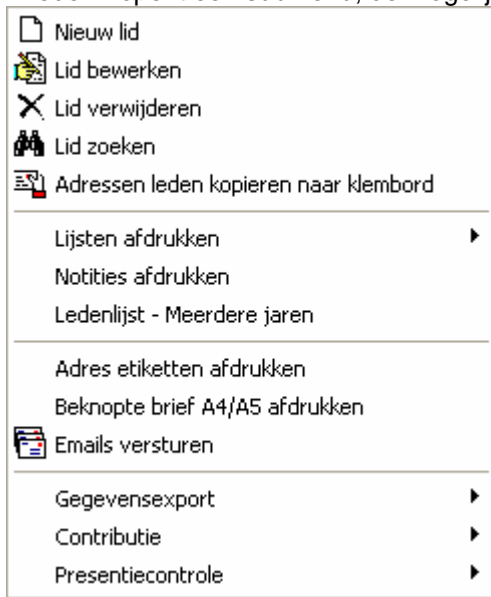 Nieuw lid
Lid bewerken
Lid verwijderen
Lid zoeken
Adressen leden kopieren naar klembord
Lijsten afdrukken
Notities afdrukken
Ledenlijst - Meerdere jaren
Adres etiketten afdrukken
Beknopte brief A4/A5 afdrukken
Emails versturen
Gegevensexport
Contributie
Presentiecontrole